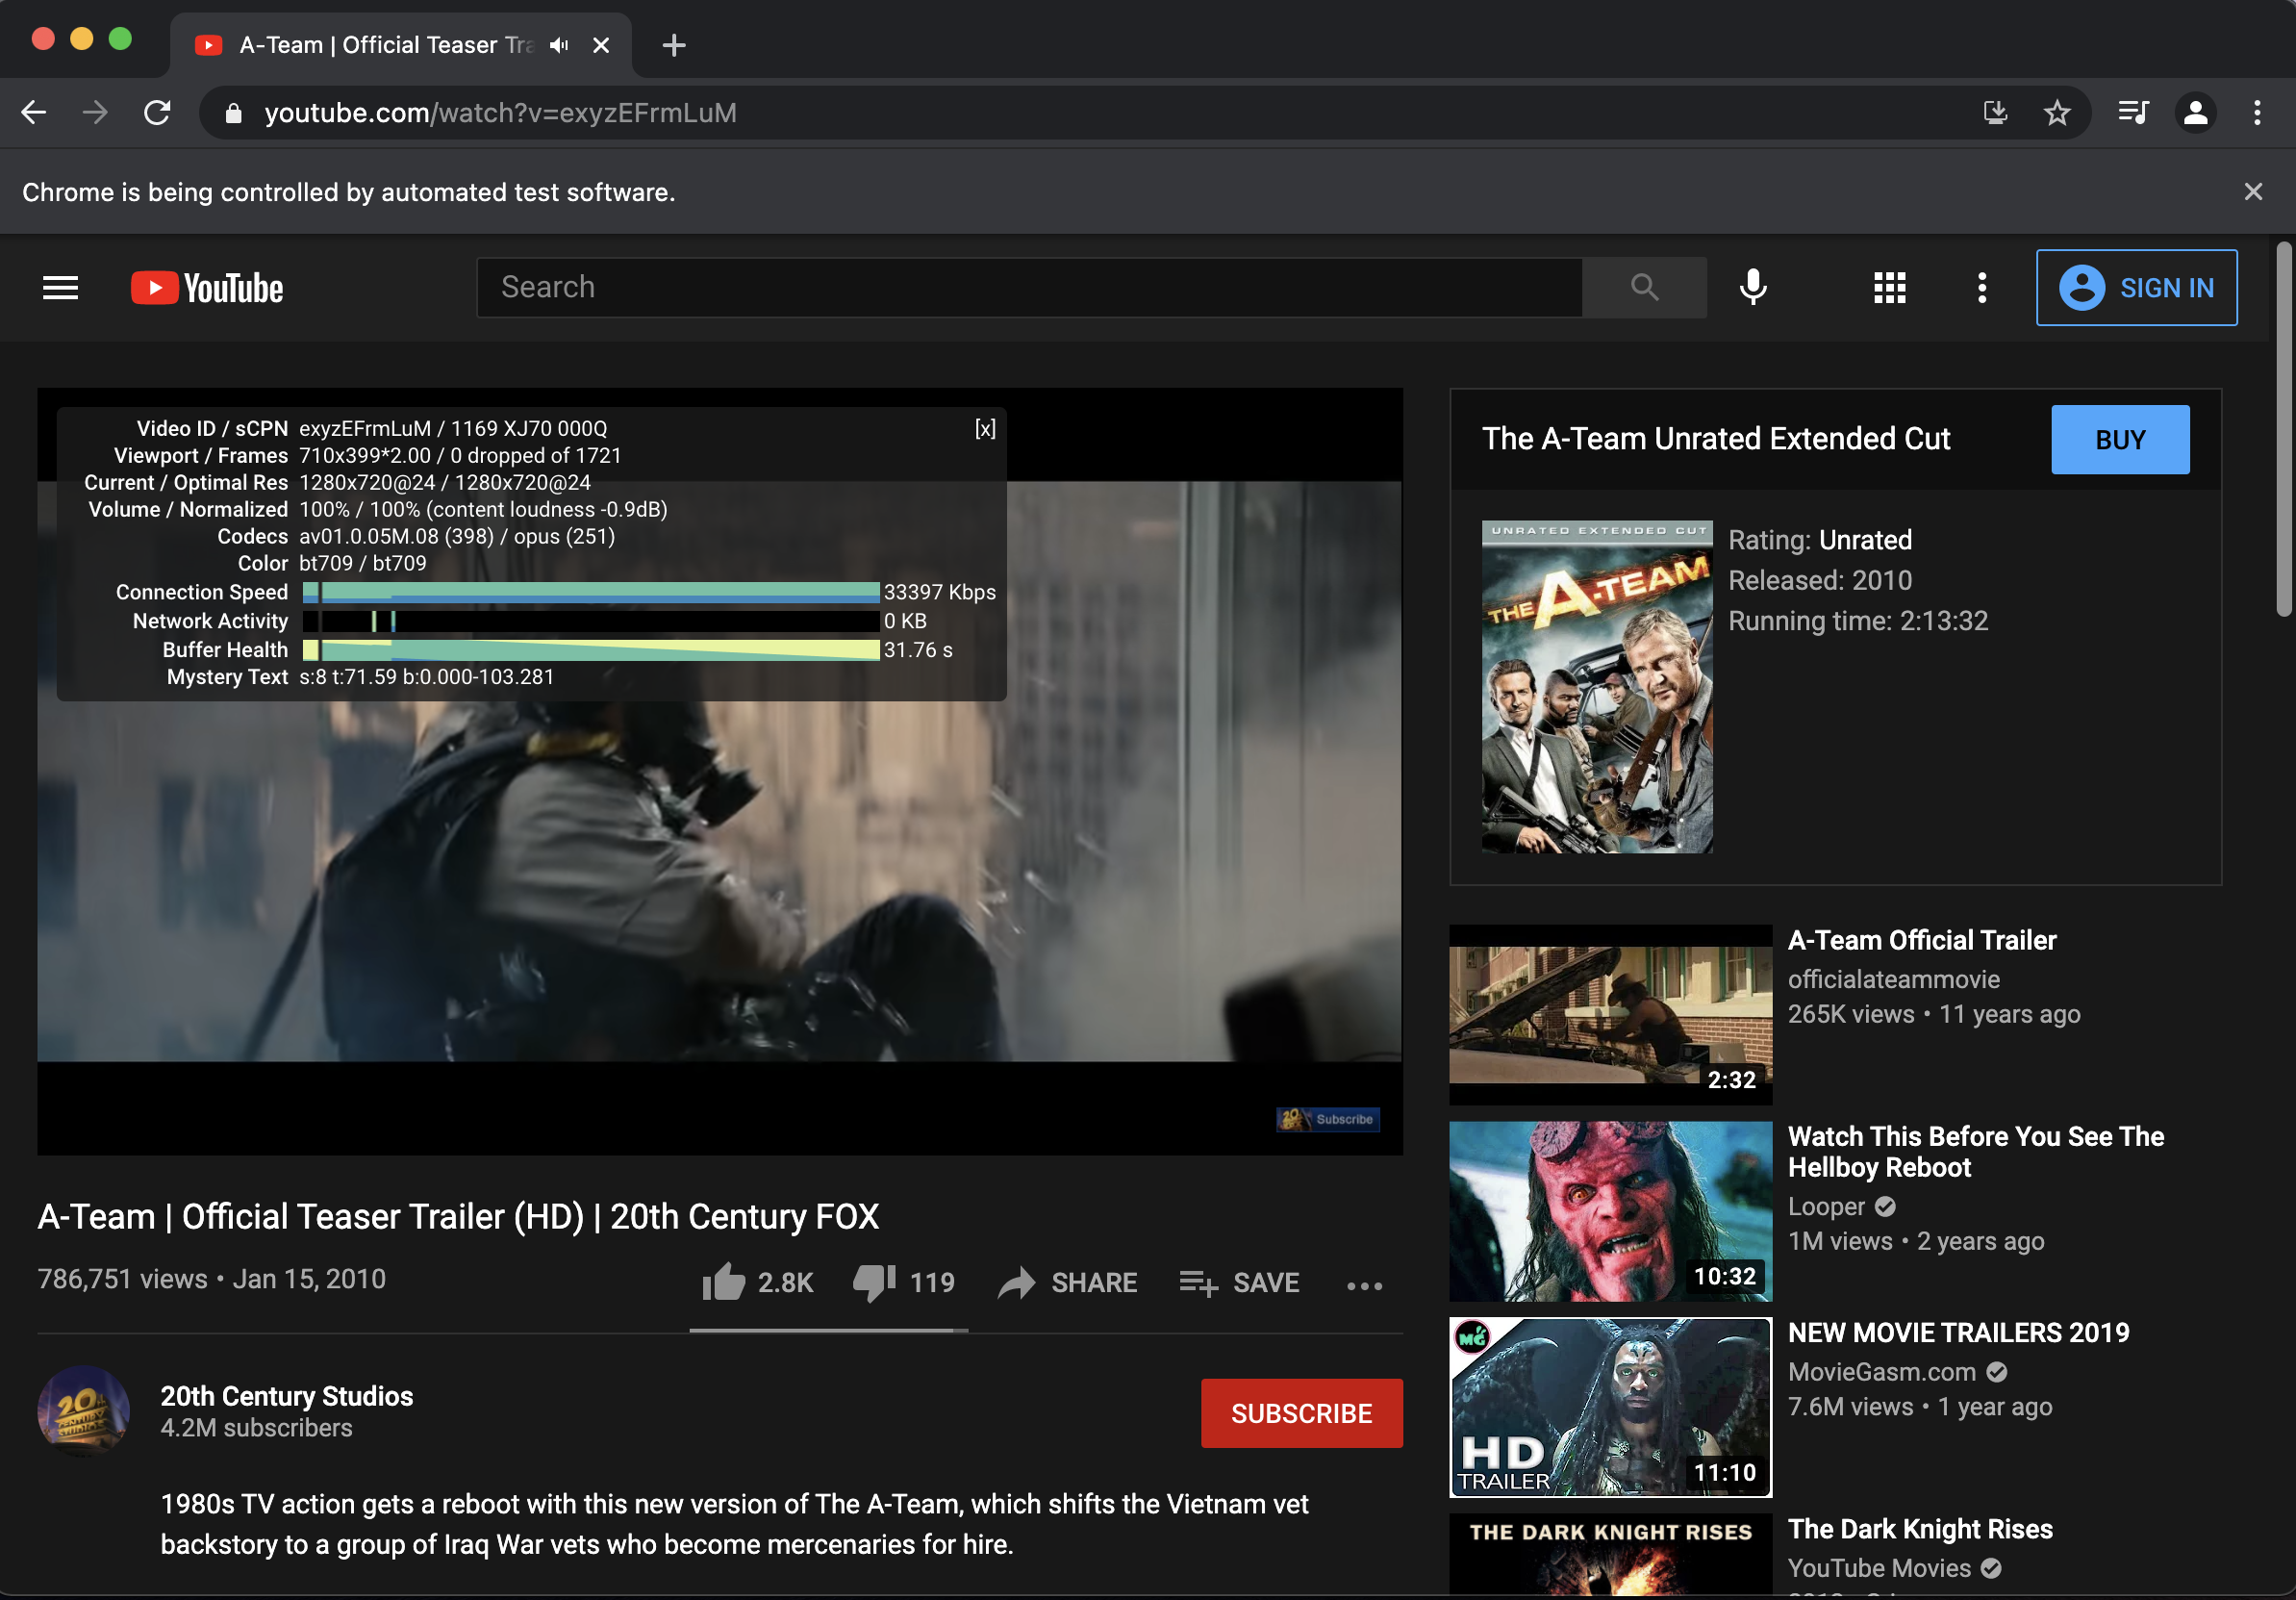 A-Team | Official Teaser Tra
youtube.com/watch?v=exyzEFrmLuM
Chrome is being controlled by automated test software.
YouTube
Search
SIGN IN
Video ID / sCPN exyzEFrmLuM / 1169 XJ70 000Q [x]
Viewport / Frames 710x399*2.00 / 0 dropped of 1721
Current / Optimal Res 1280x720@24 / 1280x720@24
Volume / Normalized 100% / 100% (content loudness -0.9dB)
Codecs av01.0.05M.08 (398) / opus (251)
Color bt709 / bt709
Connection Speed 33397 Kbps
Network Activity 0 KB
Buffer Health 31.76 s
Mystery Text s:8 t:71.59 b:0.000-103.281
Subscribe
A-Team | Official Teaser Trailer (HD) | 20th Century FOX
786,751 views • Jan 15, 2010
2.8K 119 SHARE SAVE
20th Century Studios
4.2M subscribers
SUBSCRIBE
1980s TV action gets a reboot with this new version of The A-Team, which shifts the Vietnam vet
backstory to a group of Iraq War vets who become mercenaries for hire.
The A-Team Unrated Extended Cut
BUY
UNRATED EXTENDED CUT
THE A-TEAM
Rating: Unrated
Released: 2010
Running time: 2:13:32
2:32
A-Team Official Trailer
officialateammovie
265K views • 11 years ago
10:32
Watch This Before You See The
Hellboy Reboot
Looper
1M views • 2 years ago
MG
HD
TRAILER
11:10
NEW MOVIE TRAILERS 2019
MovieGasm.com
7.6M views • 1 year ago
THE DARK KNIGHT RISES
The Dark Knight Rises
YouTube Movies